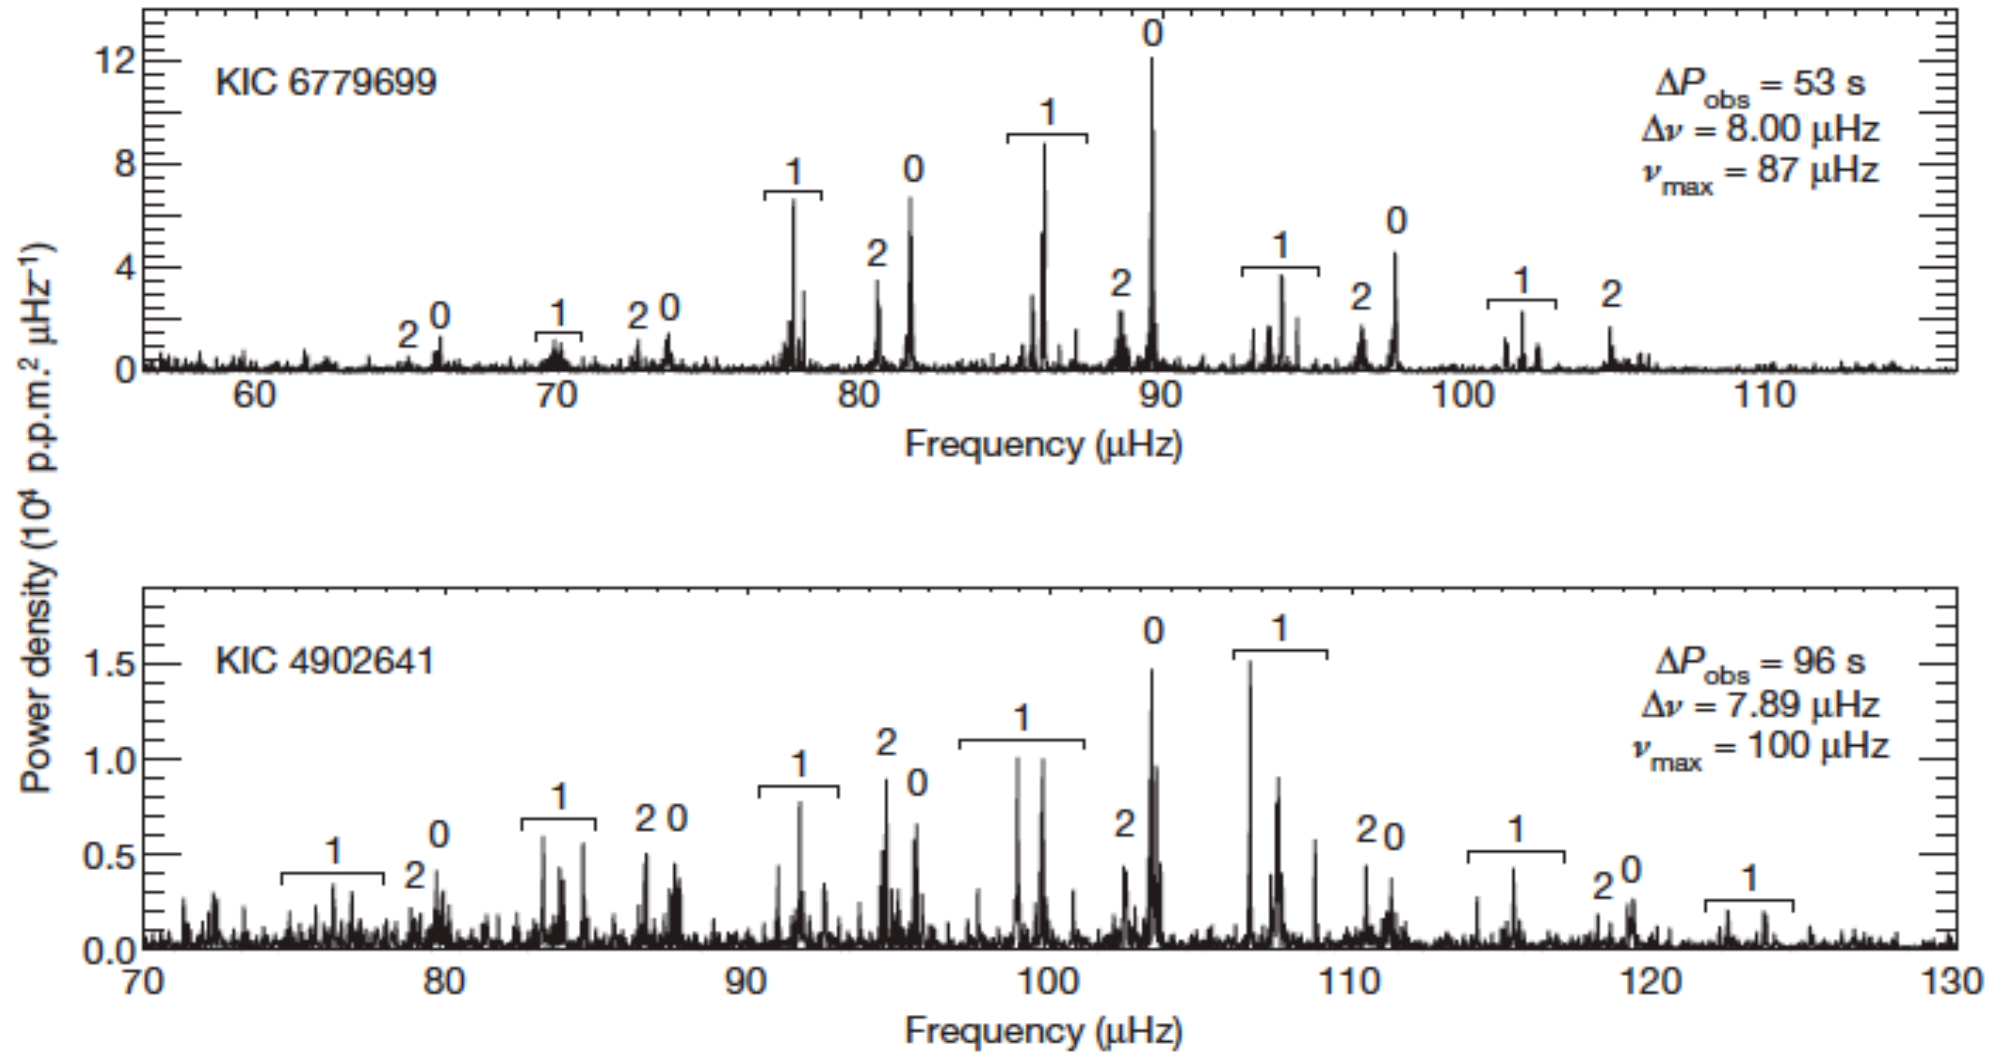 Power density (10⁴ p.p.m.² μHz⁻¹)
KIC 6779699
ΔP_obs = 53 s
Δν = 8.00 μHz
ν_max = 87 μHz
12
8
4
0
2 0 1 2 0 1 2 0 1 2 0 1 2 0 1 2
60 70 80 90 100 110
Frequency (μHz)
KIC 4902641
ΔP_obs = 96 s
Δν = 7.89 μHz
ν_max = 100 μHz
1.5
1.0
0.5
0.0
1 2 0 1 2 0 1 2 0 1 2 0 1 2 0 1 2 0 1
70 80 90 100 110 120 130
Frequency (μHz)